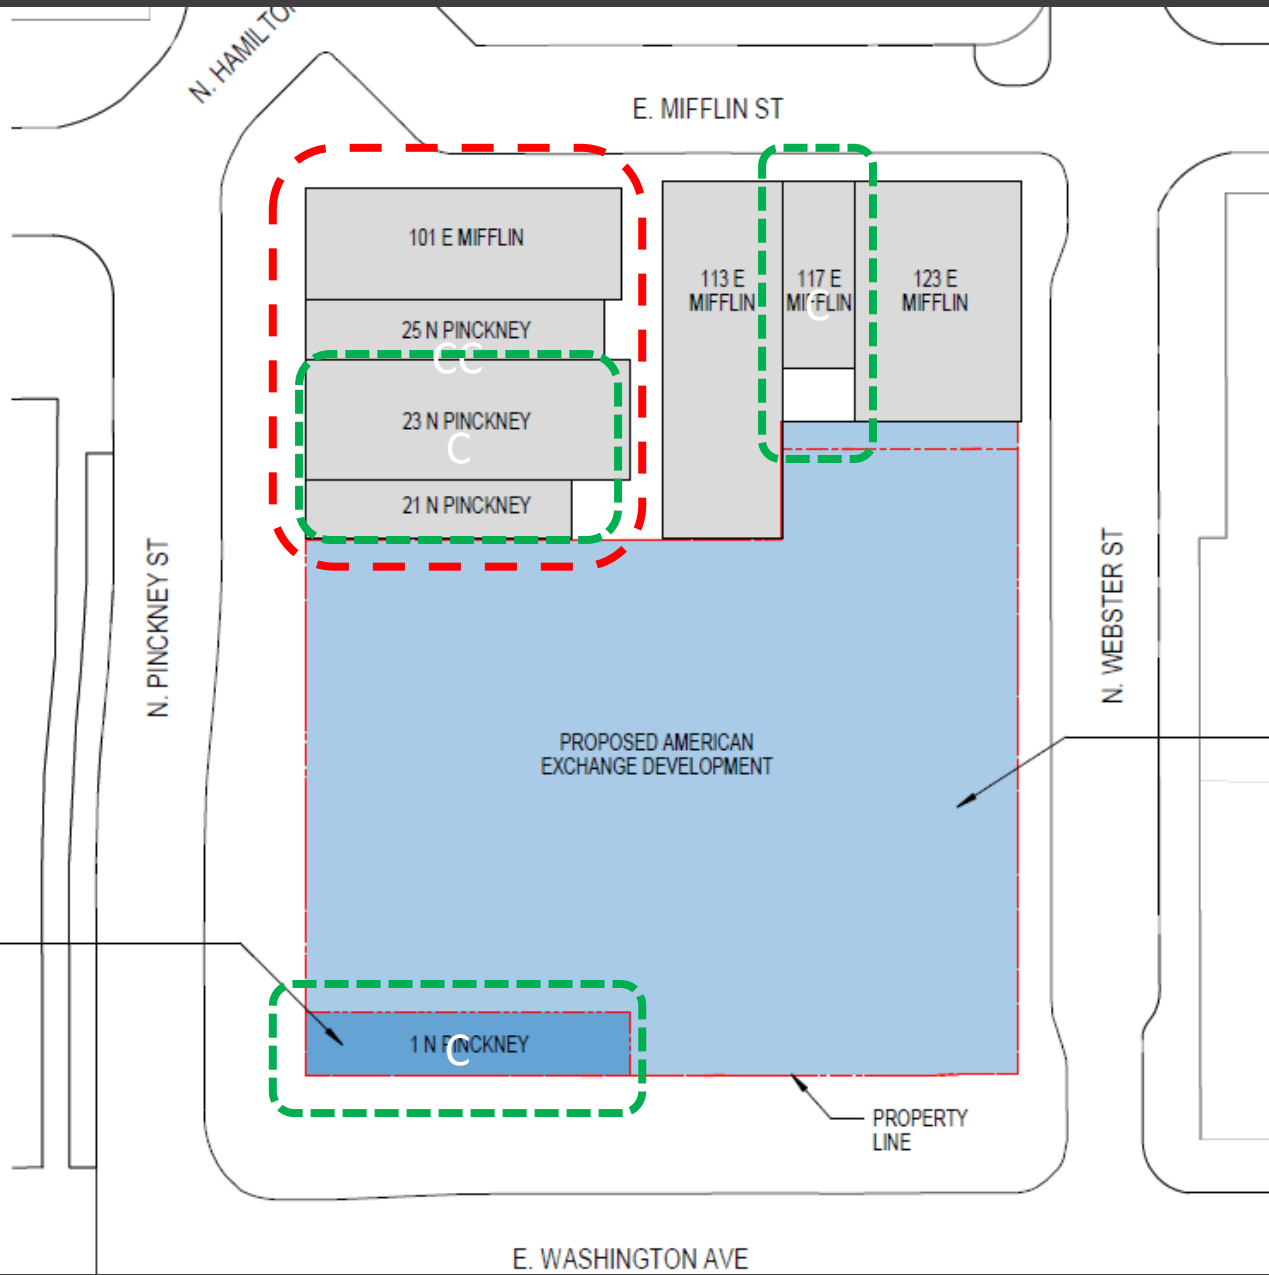 N. HAMILTO
E. MIFFLIN ST
101 E MIFFLIN
113 E
MIFFLIN
117 E
MIFFLIN
C
123 E
MIFFLIN
25 N PINCKNEY
CC
23 N PINCKNEY
C
21 N PINCKNEY
N. PINCKNEY ST
N. WEBSTER ST
PROPOSED AMERICAN
EXCHANGE DEVELOPMENT
1 N PINCKNEY
C
PROPERTY
LINE
E. WASHINGTON AVE